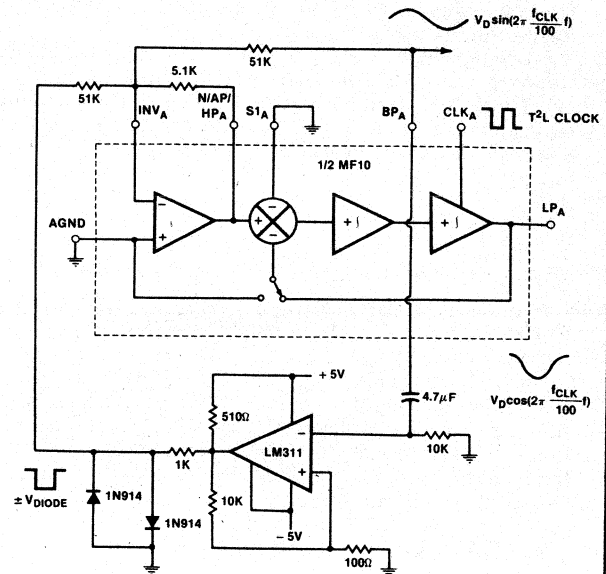 V_D sin(2π f_CLK/100 f)
51K
5.1K
51K
INV_A
N/AP/
HP_A
S1_A
BP_A
CLK_A
T²L CLOCK
1/2 MF10
AGND
-
+
∫
+
-
-
+ ∫
+ ∫
LP_A
+ 5V
4.7μF
V_D cos(2π f_CLK/100 f)
510Ω
-
10K
1K
LM311
+
± V_DIODE
1N914
1N914
10K
- 5V
100Ω